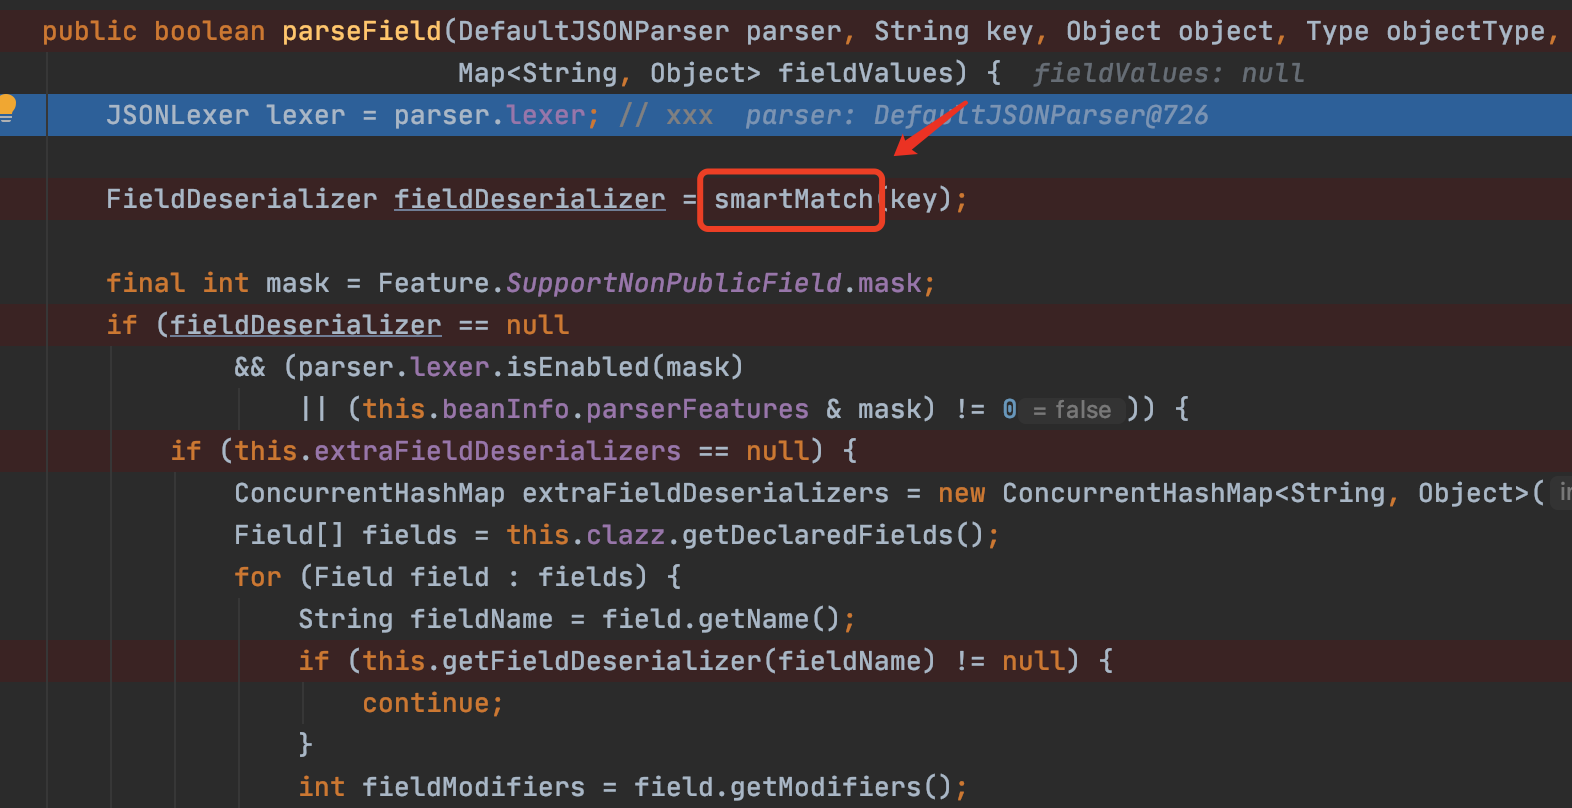 public boolean parseField(DefaultJSONParser parser, String key, Object object, Type objectType,
Map<String, Object> fieldValues) { fieldValues: null
JSONLexer lexer = parser.lexer; // xxx parser: DefaultJSONParser@726
FieldDeserializer fieldDeserializer = smartMatch(key);
final int mask = Feature.SupportNonPublicField.mask;
if (fieldDeserializer == null
&& (parser.lexer.isEnabled(mask)
|| (this.beanInfo.parserFeatures & mask) != 0 = false )) {
if (this.extraFieldDeserializers == null) {
ConcurrentHashMap extraFieldDeserializers = new ConcurrentHashMap<String, Object>(
Field[] fields = this.clazz.getDeclaredFields();
for (Field field : fields) {
String fieldName = field.getName();
if (this.getFieldDeserializer(fieldName) != null) {
continue;
}
int fieldModifiers = field.getModifiers();